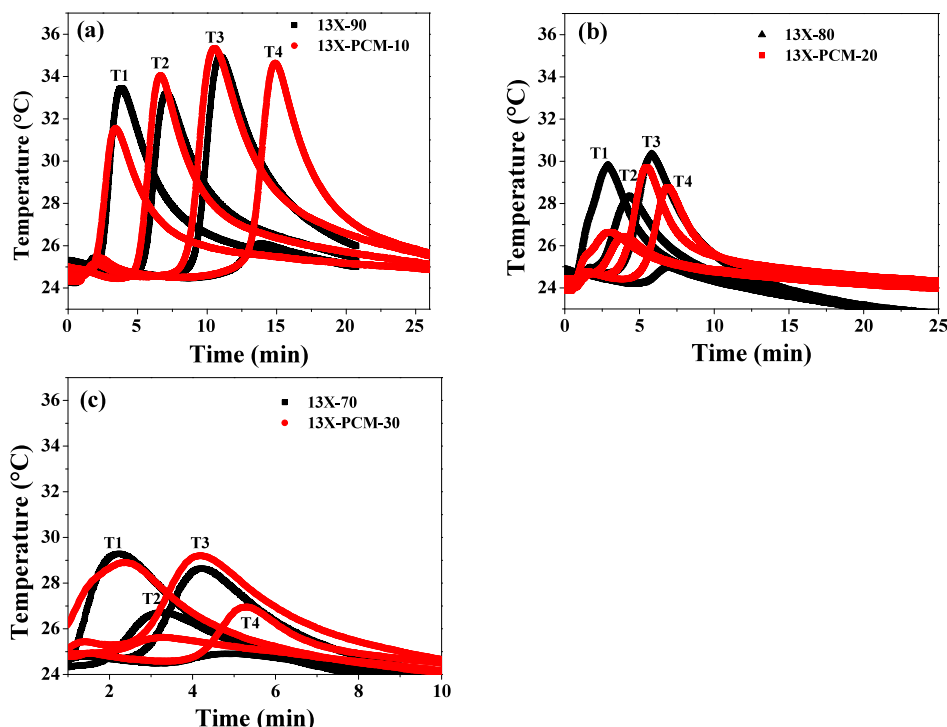 (a)
13X-90
13X-PCM-10
T1
T2
T3
T4
36
34
32
30
28
26
24
Temperature (°C)
0
5
10
15
20
25
Time (min)
(b)
13X-80
13X-PCM-20
T1
T2
T3
T4
36
34
32
30
28
26
24
Temperature (°C)
0
5
10
15
20
25
Time (min)
(c)
13X-70
13X-PCM-30
T1
T2
T3
T4
36
34
32
30
28
26
24
Temperature (°C)
2
4
6
8
10
Time (min)